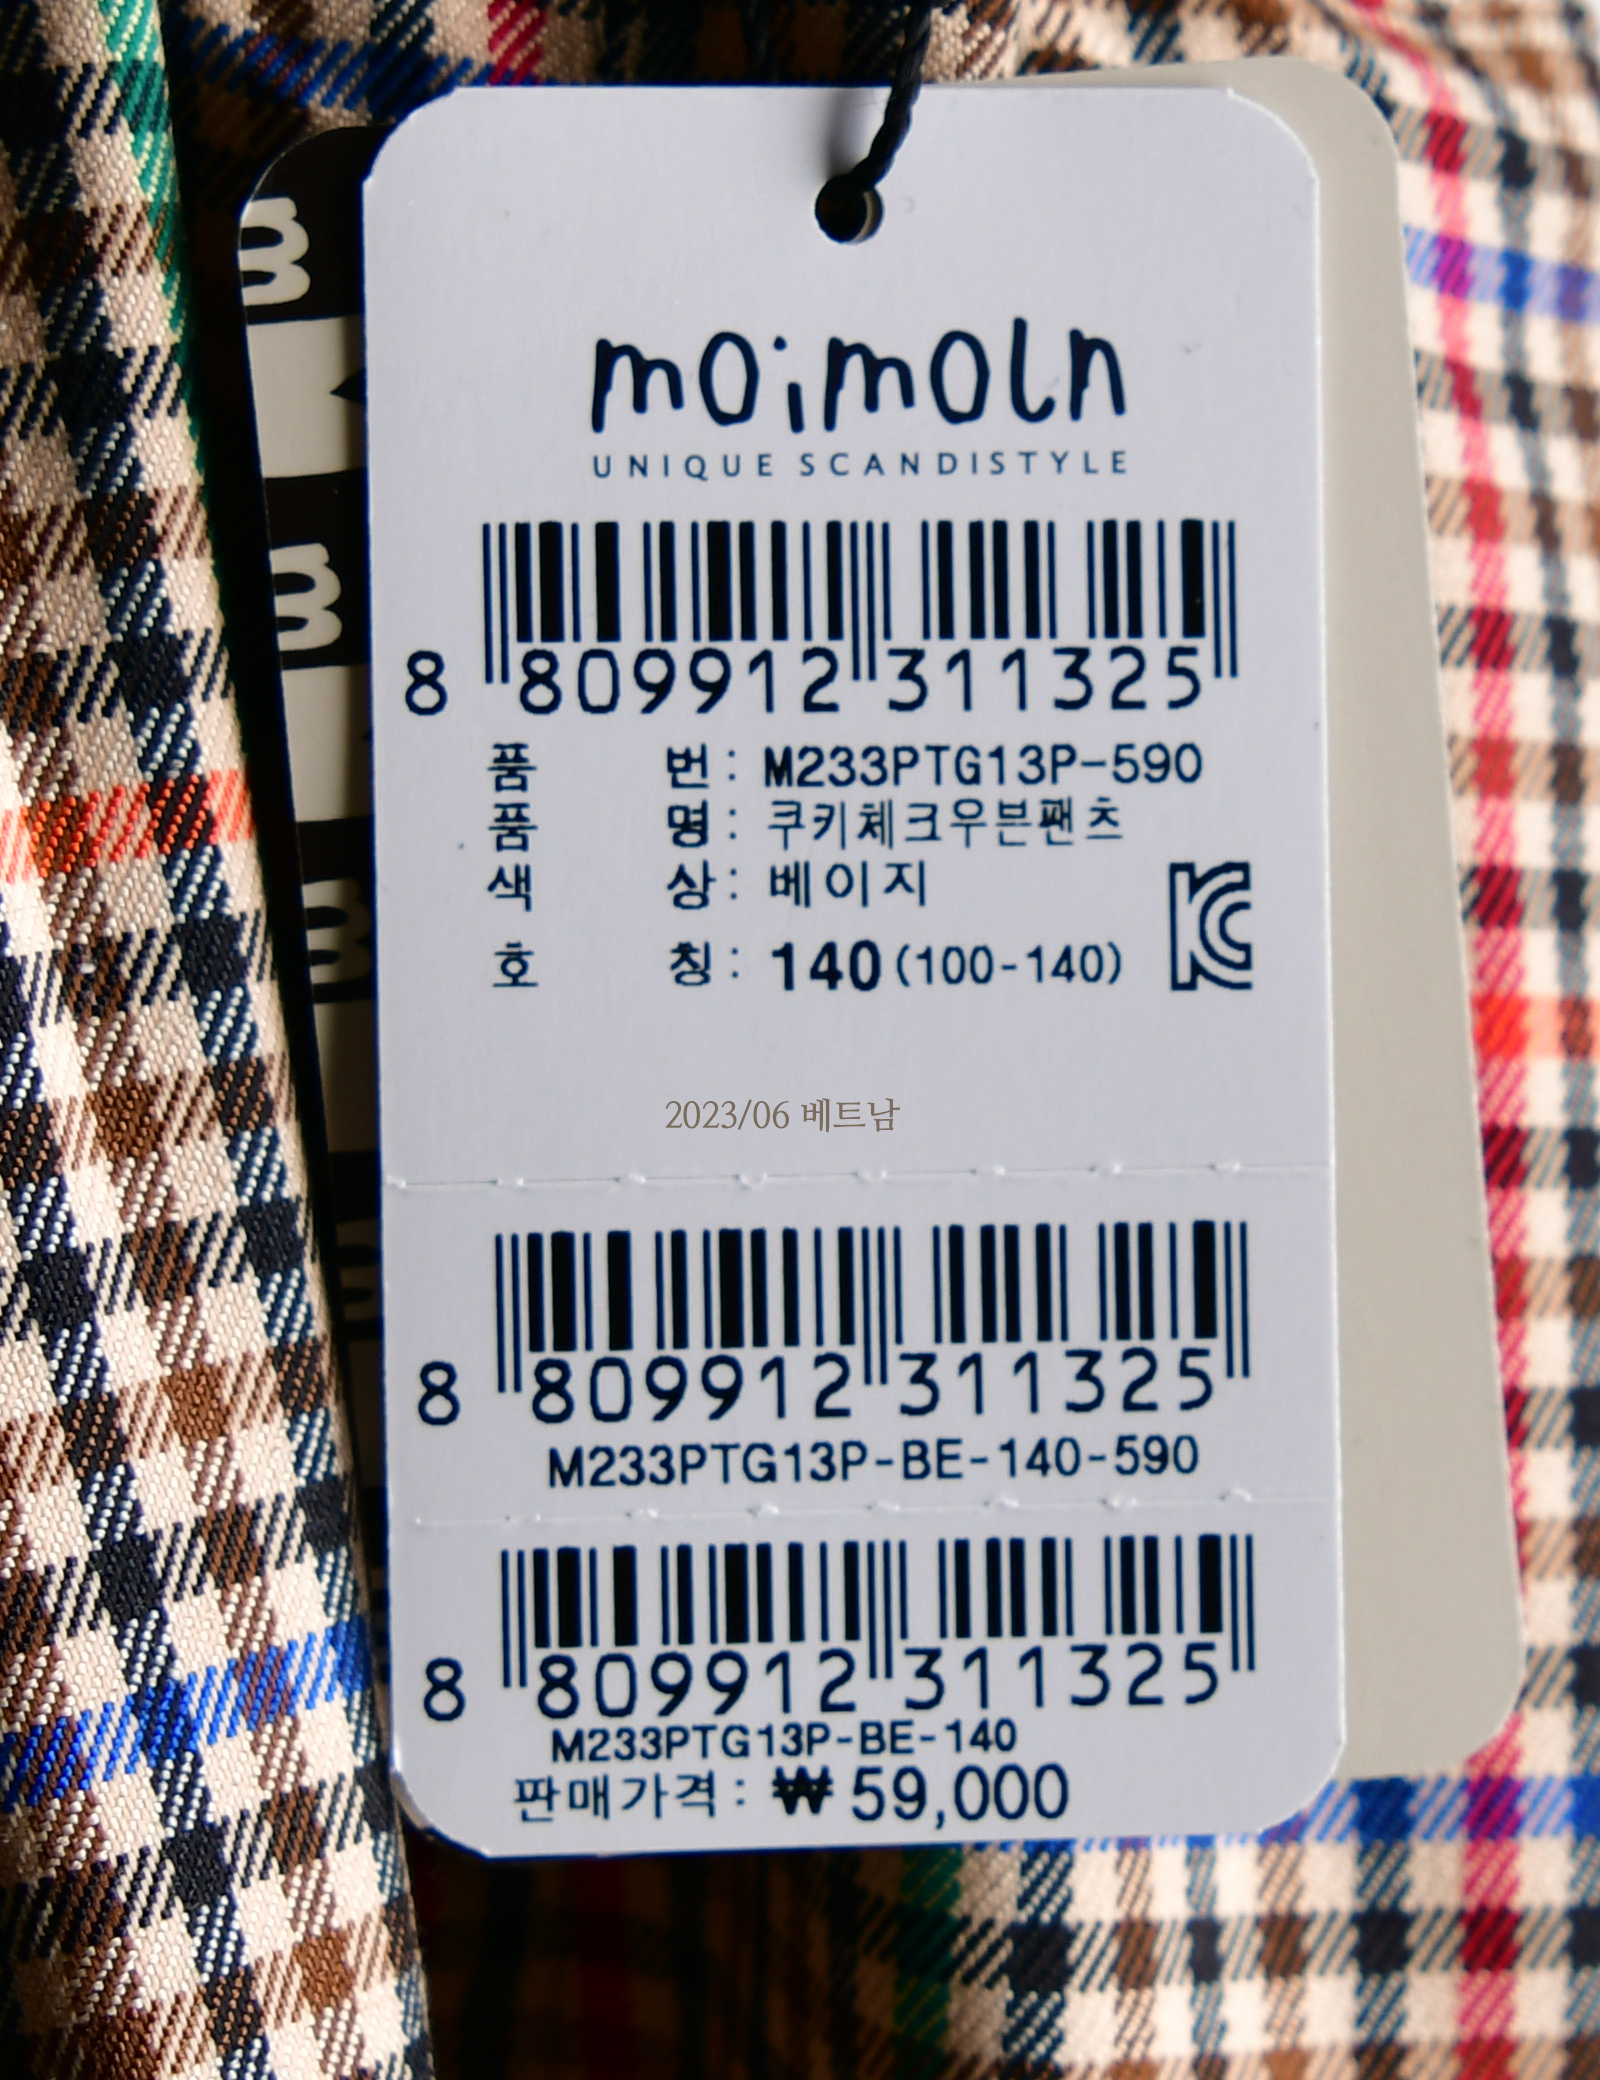 moimoln
UNIQUE SCANDISTYLE
8 809912 311325
품 번 : M233PTG13P-590
품 명 : 쿠키체크우븐팬츠
색 상 : 베이지
호 칭 : 140 (100-140)
2023/06 베트남
8 809912 311325
M233PTG13P-BE-140-590
8 809912 311325
M233PTG13P-BE-140
판매가격 : ₩ 59,000